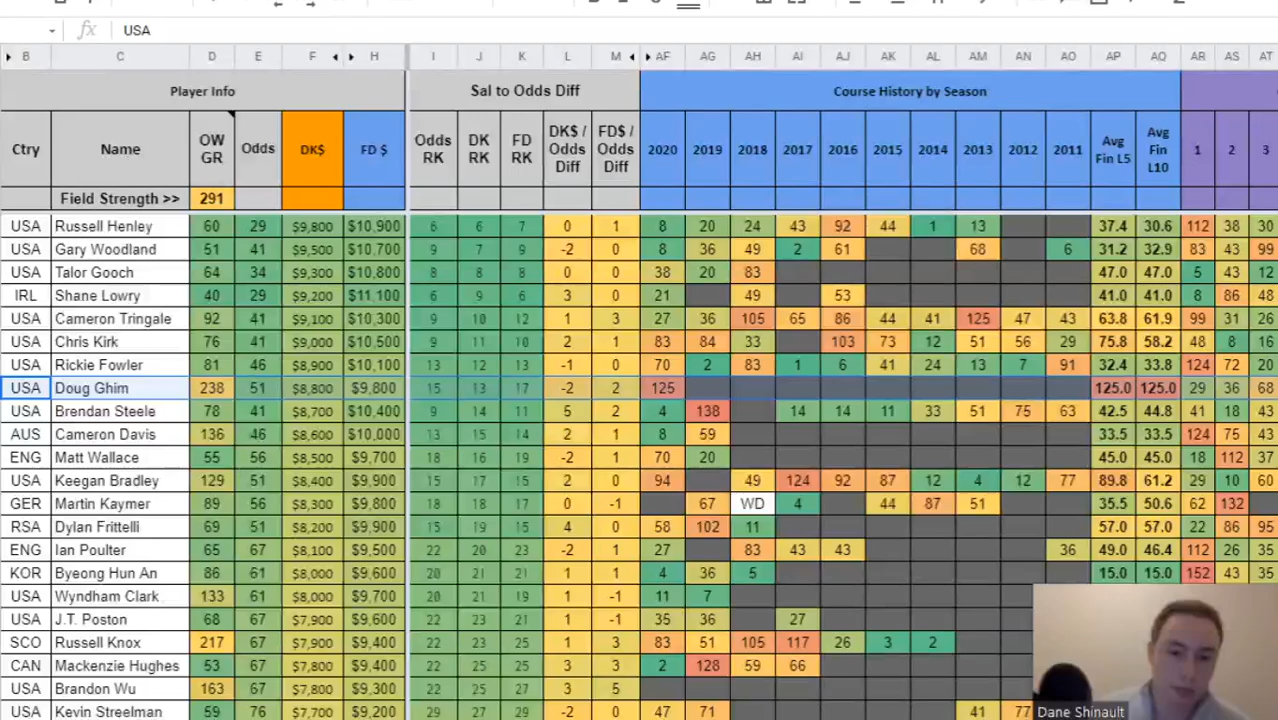 USA
B C D E F H I J K L M AF AG AH AI AJ AK AL AM AN AO AP AQ AR AS AT
Player Info Sal to Odds Diff Course History by Season
Ctry Name OW GR Odds DK$ FD $ Odds RK DK RK FD RK DK$ / Odds Diff FD$ / Odds Diff 2020 2019 2018 2017 2016 2015 2014 2013 2012 2011 Avg Fin L5 Avg Fin L10 1 2 3
Field Strength >> 291
USA Russell Henley 60 29 $9,800 $10,900 6 6 7 0 1 8 20 24 43 92 44 1 13 37.4 30.6 112 38 30
USA Gary Woodland 51 41 $9,500 $10,700 9 7 9 -2 0 8 36 49 2 61 68 6 31.2 32.9 83 43 99
USA Talor Gooch 64 34 $9,300 $10,800 8 8 8 0 0 38 20 83 47.0 47.0 5 43 12
IRL Shane Lowry 40 29 $9,200 $11,100 6 9 6 3 0 21 49 53 41.0 41.0 8 86 48
USA Cameron Tringale 92 41 $9,100 $10,300 9 10 12 1 3 27 36 105 65 86 44 41 125 47 43 63.8 61.9 99 31 26
USA Chris Kirk 76 41 $9,000 $10,500 9 11 10 2 1 83 84 33 103 73 12 51 56 29 75.8 58.2 48 8 16
USA Rickie Fowler 81 46 $8,900 $10,100 13 12 13 -1 0 70 2 83 1 6 41 24 13 7 91 32.4 33.8 124 72 20
USA Doug Ghim 238 51 $8,800 $9,800 15 13 17 -2 2 125 125.0 125.0 29 36 68
USA Brendan Steele 78 41 $8,700 $10,400 9 14 11 5 2 4 138 14 14 11 33 51 75 63 42.5 44.8 41 18 43
AUS Cameron Davis 136 46 $8,600 $10,000 13 15 14 2 1 8 59 33.5 33.5 124 75 43
ENG Matt Wallace 55 56 $8,500 $9,700 18 16 19 -2 1 70 20 45.0 45.0 18 112 37
USA Keegan Bradley 129 51 $8,400 $9,900 15 17 15 2 0 94 49 124 92 87 12 4 12 77 89.8 61.2 29 10 60
GER Martin Kaymer 89 56 $8,300 $9,800 18 18 17 0 -1 67 WD 4 44 87 51 35.5 50.6 62 132
RSA Dylan Frittelli 69 51 $8,200 $9,900 15 19 15 4 0 58 102 11 57.0 57.0 22 86 95
ENG Ian Poulter 65 67 $8,100 $9,500 22 20 23 -2 1 27 83 43 43 36 49.0 46.4 112 26 35
KOR Byeong Hun An 86 61 $8,000 $9,600 20 21 21 1 1 4 36 5 15.0 15.0 152 43 35
USA Wyndham Clark 133 61 $8,000 $9,700 20 21 19 1 -1 11 7
USA J.T. Poston 68 67 $7,900 $9,600 22 23 21 1 -1 35 36 27
SCO Russell Knox 217 67 $7,900 $9,400 22 23 25 1 3 83 51 105 117 26 3 2
CAN Mackenzie Hughes 53 67 $7,800 $9,400 22 25 25 3 3 2 128 59 66
USA Brandon Wu 163 67 $7,800 $9,300 22 25 27 3 5
USA Kevin Streelman 59 76 $7,700 $9,200 29 27 29 -2 0 47 71 41 77
Dane Shinault